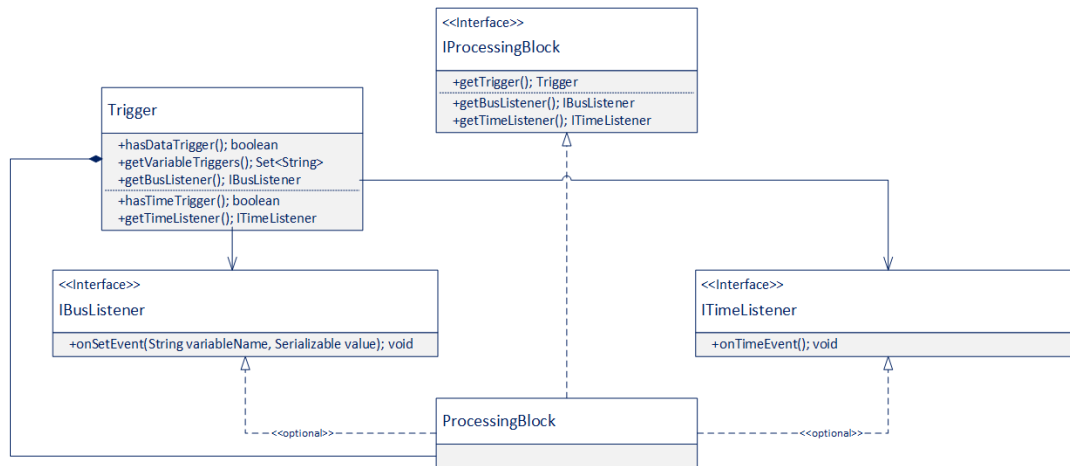 <<Interface>>
IProcessingBlock
+getTrigger(); Trigger
+getBusListener(); IBusListener
+getTimeListener(); ITimeListener
Trigger
+hasDataTrigger(); boolean
+getVariableTriggers(); Set<String>
+getBusListener(); IBusListener
+hasTimeTrigger(); boolean
+getTimeListener(); ITimeListener
<<Interface>>
IBusListener
+onSetEvent(String variableName, Serializable value); void
<<Interface>>
ITimeListener
+onTimeEvent(); void
ProcessingBlock
<<optional>>
<<optional>>